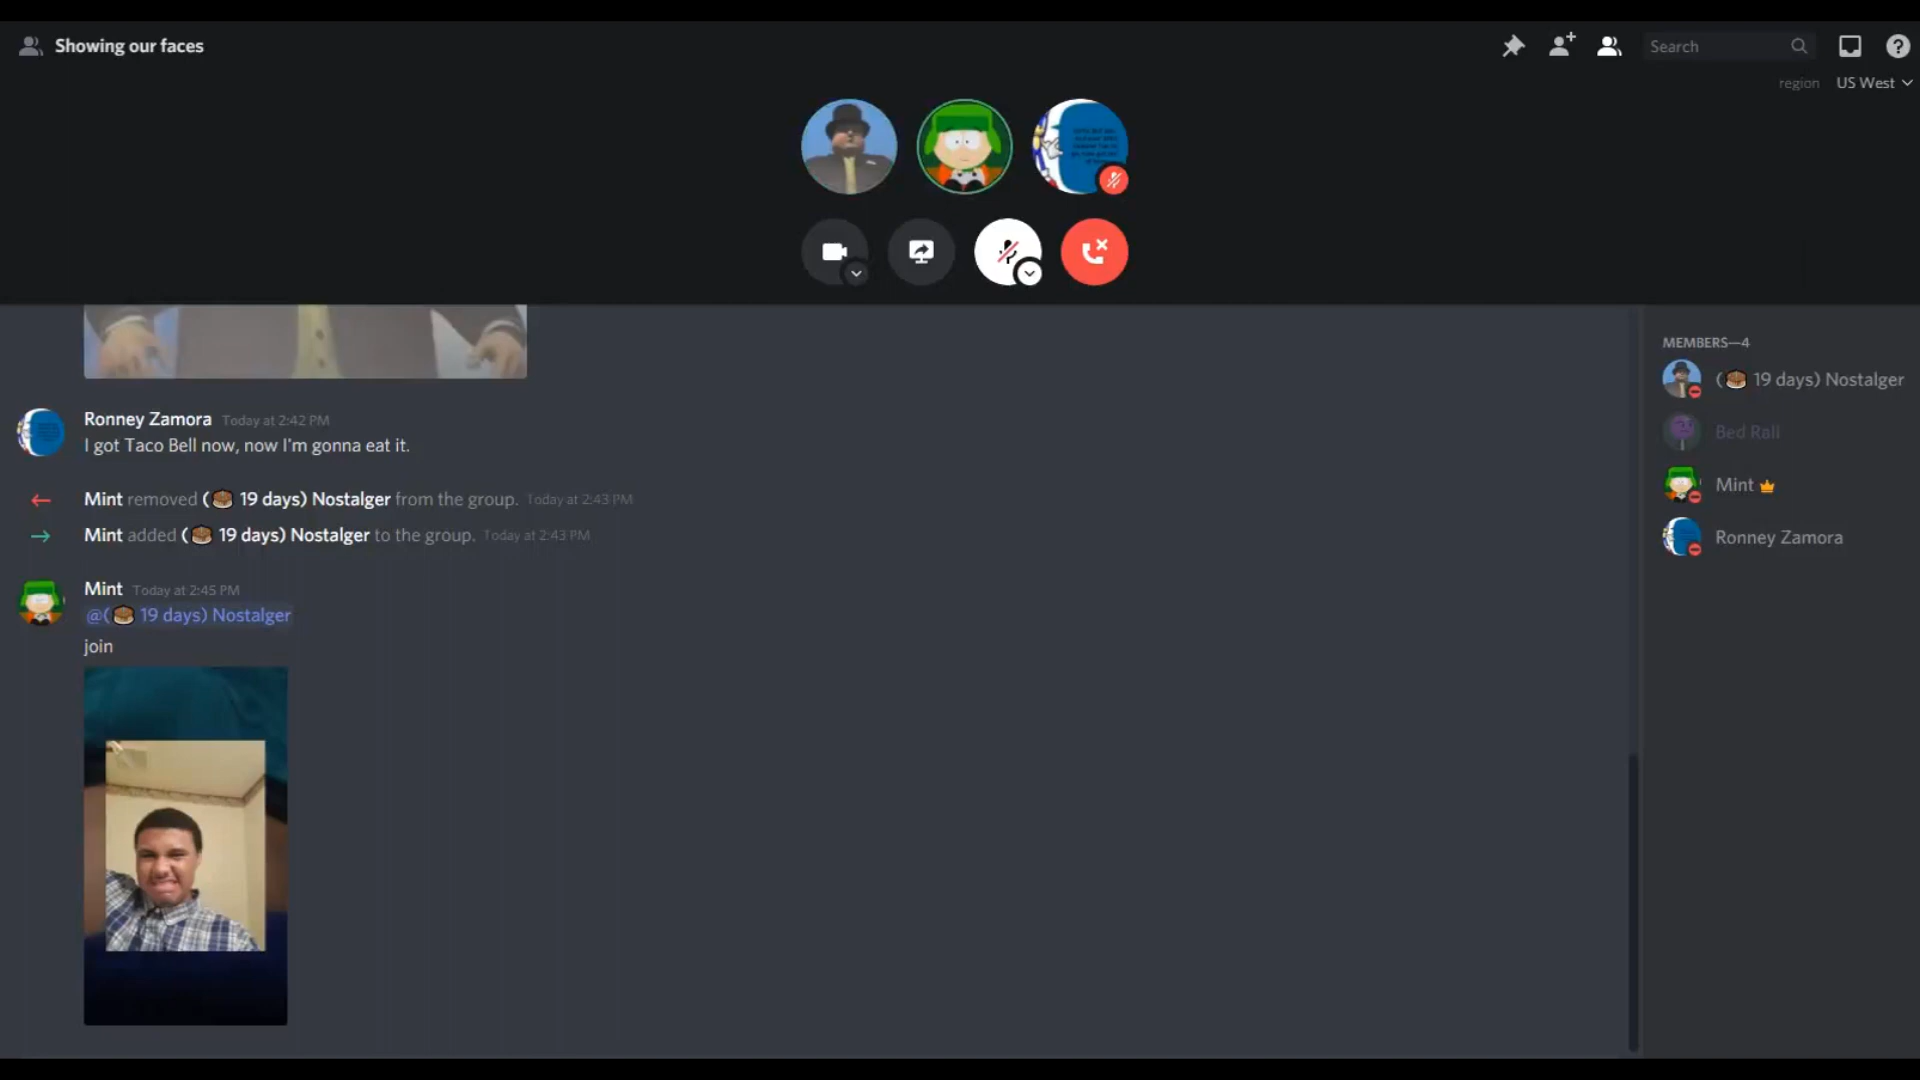 Showing our faces
Search
region US West
MEMBERS—4
( 19 days) Nostalger
Bed Rall
Mint
Ronney Zamora
Ronney Zamora Today at 2:42 PM
I got Taco Bell now, now I'm gonna eat it.
Mint removed ( 19 days) Nostalger from the group. Today at 2:43 PM
Mint added ( 19 days) Nostalger to the group. Today at 2:43 PM
Mint Today at 2:45 PM
@( 19 days) Nostalger
join